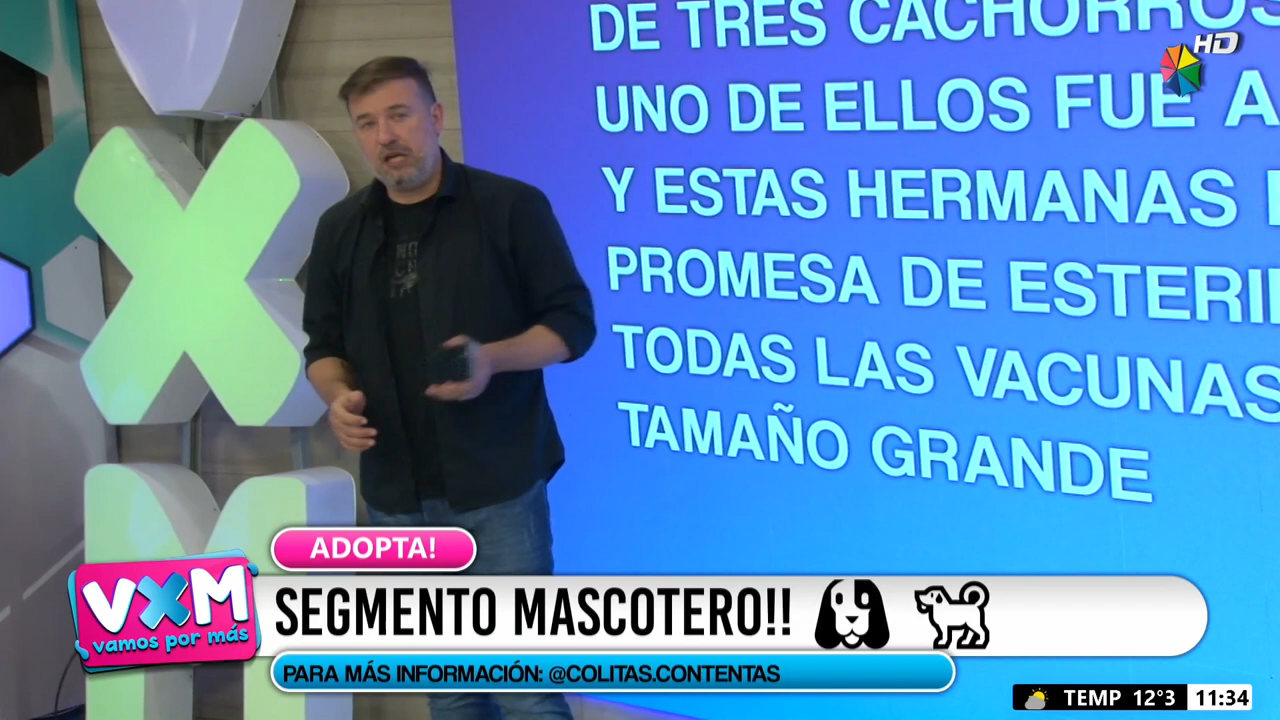 DE TRES CACHORROS
HD
UNO DE ELLOS FUE
Y ESTAS HERMANAS
PROMESA DE
TODAS LAS VACUNAS
TAMAÑO GRANDE
X
M
ADOPTA!
SEGMENTO MASCOTERO!!
VXM
vamos por más
PARA MÁS INFORMACIÓN: @COLITAS.CONTENTAS
TEMP 12°3 11:34